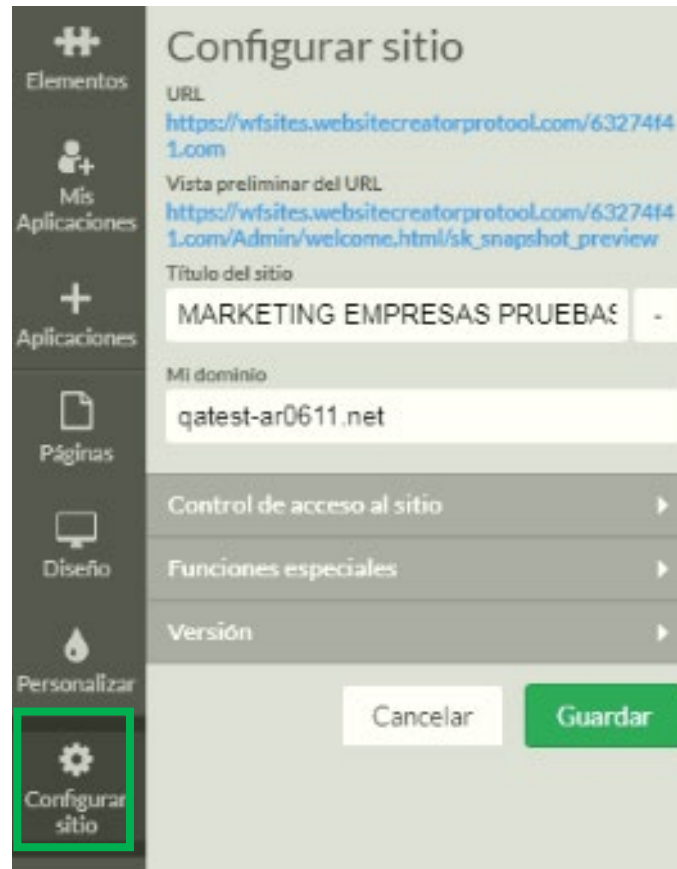 Elementos
Mis
Aplicaciones
Aplicaciones
Páginas
Diseño
Personalizar
Configurar
sitio
Configurar sitio
URL
https://wfsites.websitecreatorprotool.com/63274f4
1.com
Vista preliminar del URL
https://wfsites.websitecreatorprotool.com/63274f4
1.com/Admin/welcome.html/sk_snapshot_preview
Título del sitio
MARKETING EMPRESAS PRUEBAS -
Mi dominio
qatest-ar0611.net
Control de acceso al sitio
Funciones especiales
Versión
Cancelar Guardar